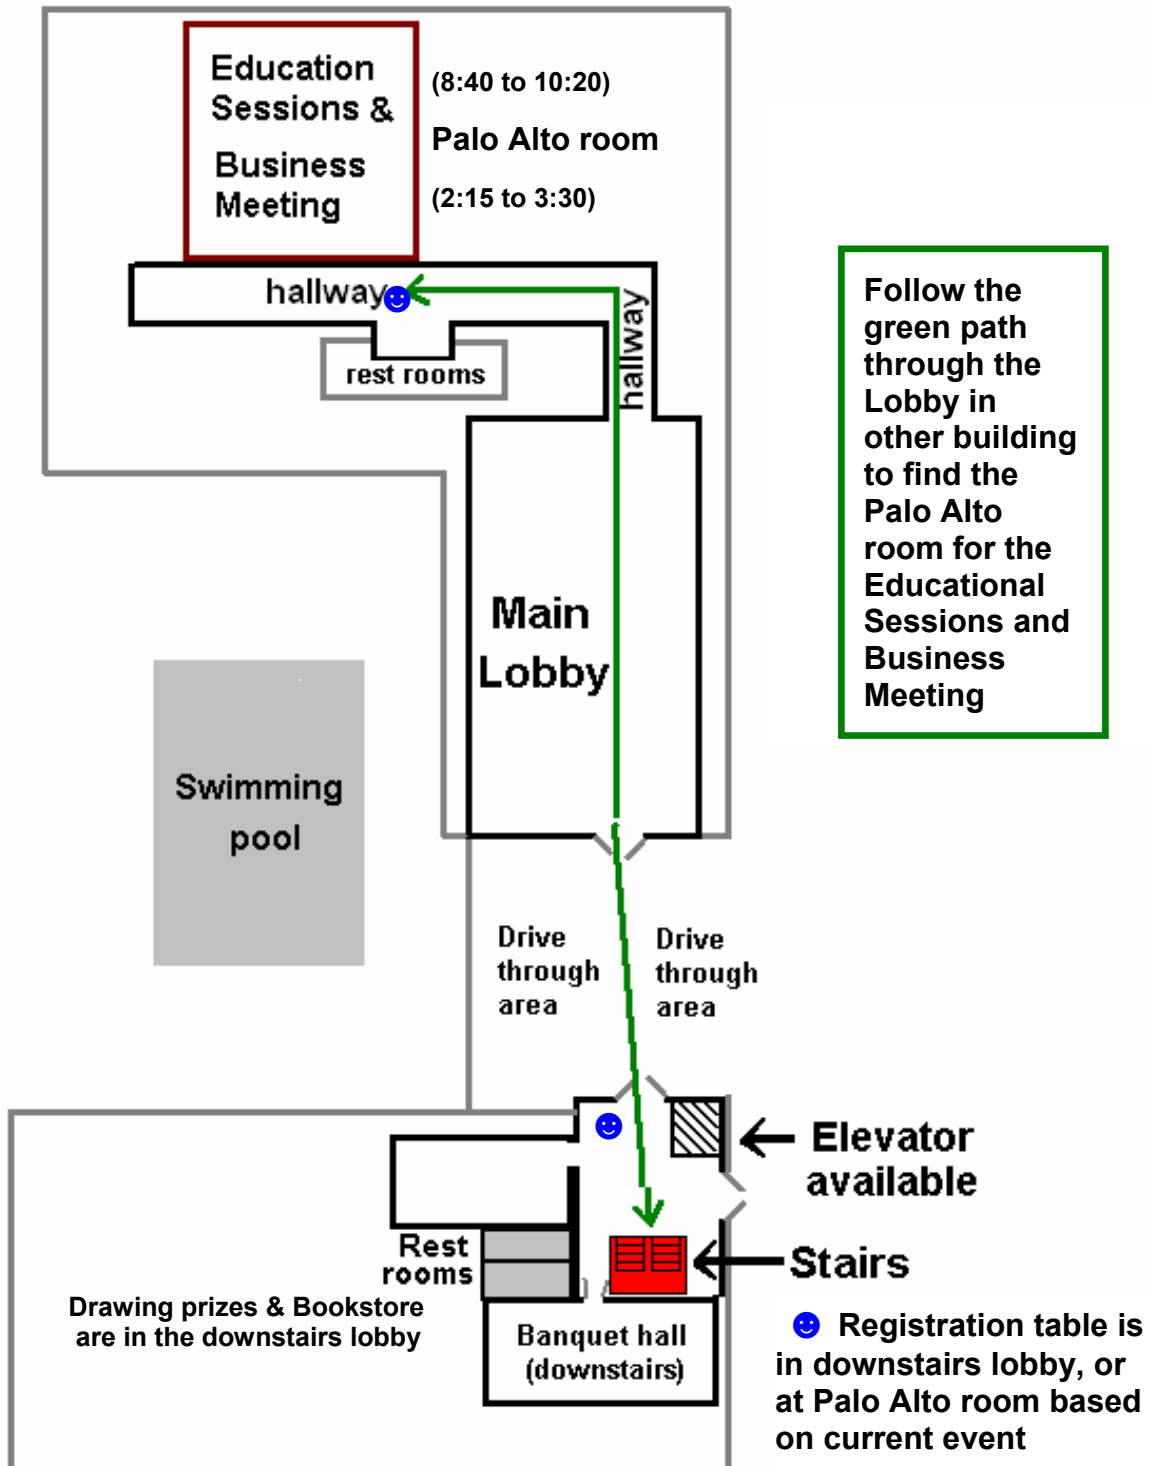 Education
Sessions &
Business
Meeting
(8:40 to 10:20)
Palo Alto room
(2:15 to 3:30)
hallway
hallway
rest rooms
Follow the
green path
through the
Lobby in
other building
to find the
Palo Alto
room for the
Educational
Sessions and
Business
Meeting
Main
Lobby
Swimming
pool
Drive
through
area
Drive
through
area
Elevator
available
Rest
rooms
Stairs
Drawing prizes & Bookstore
are in the downstairs lobby
Banquet hall
(downstairs)
Registration table is
in downstairs lobby, or
at Palo Alto room based
on current event